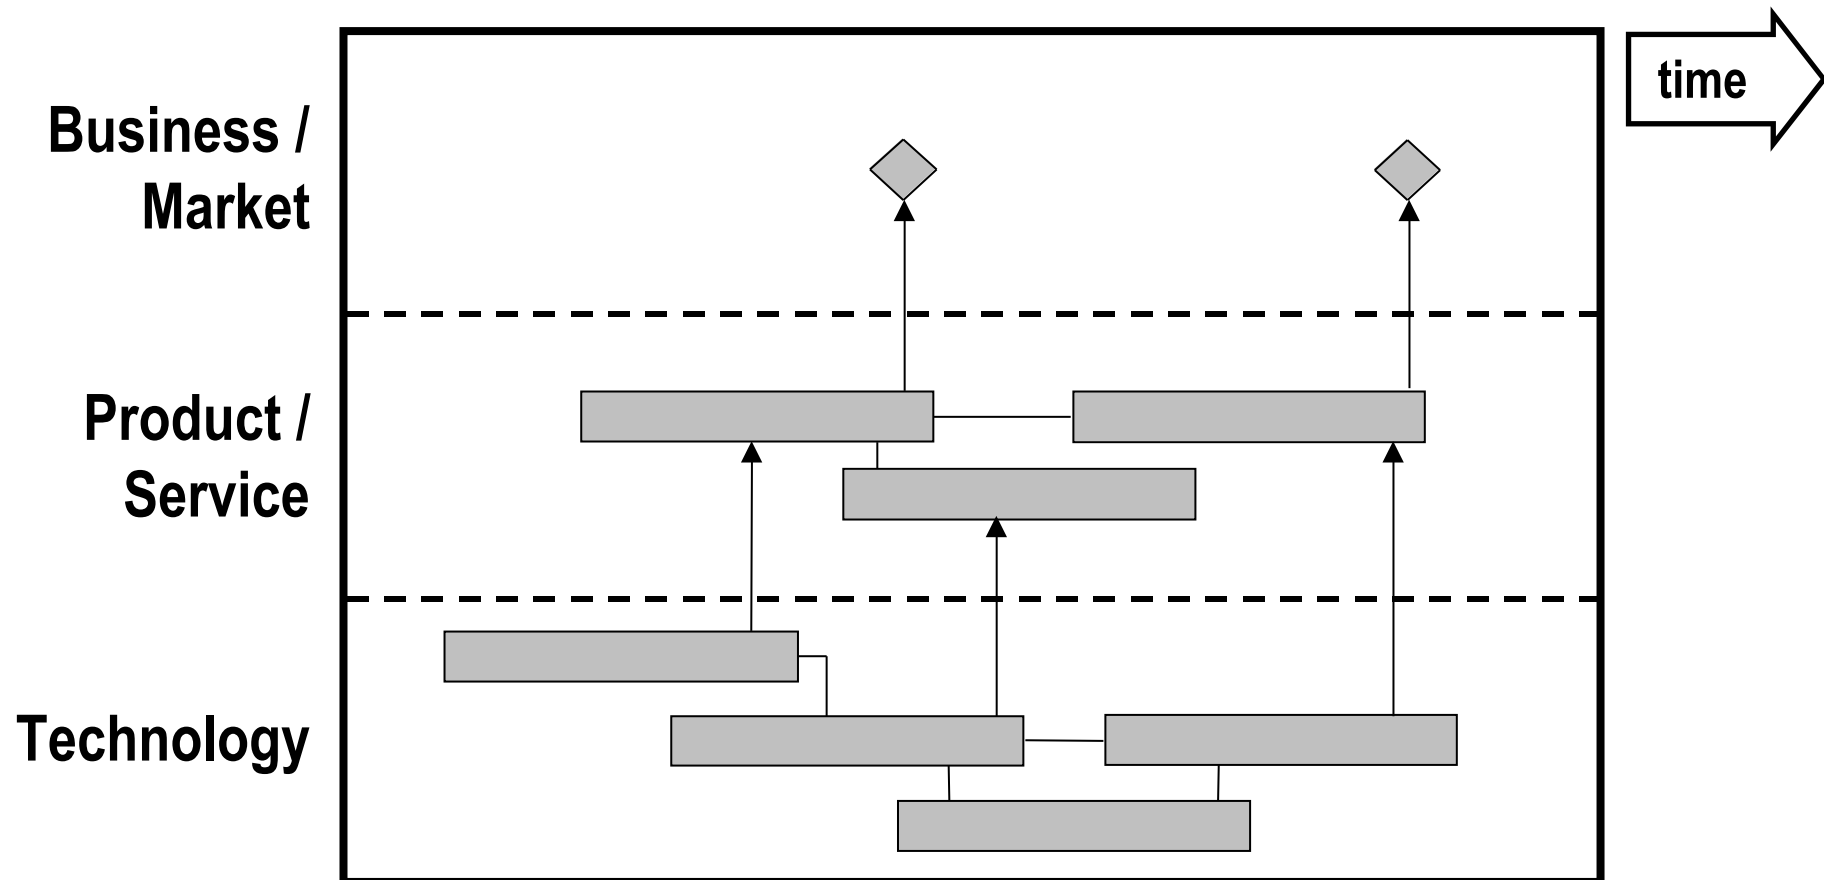 time
Business /
Market
Product /
Service
Technology